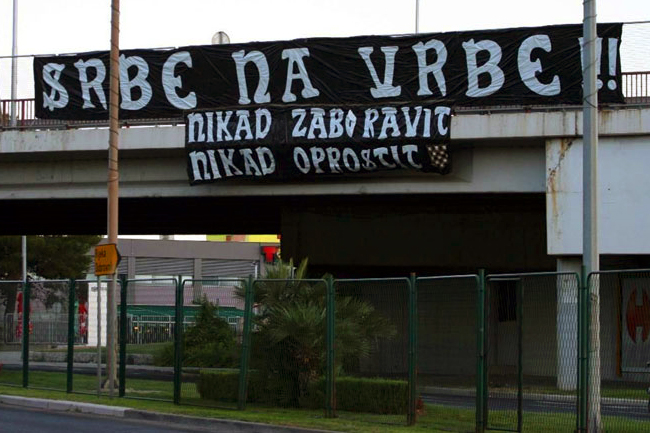 SRBE NA VRBE!!
NIKAD ZABORAVIT
NIKAD OPROSTIT